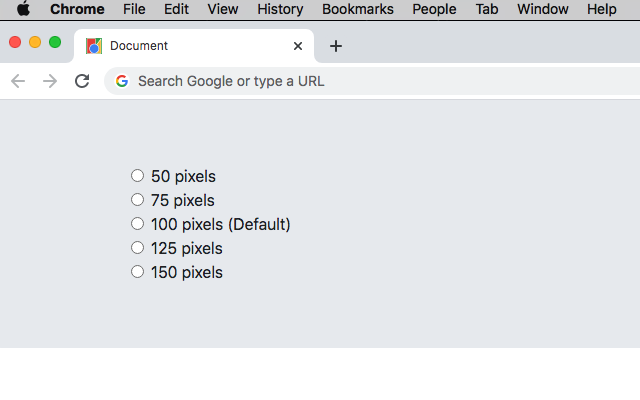 Chrome File Edit View History Bookmarks People Tab Window Help
Document
Search Google or type a URL
50 pixels
75 pixels
100 pixels (Default)
125 pixels
150 pixels